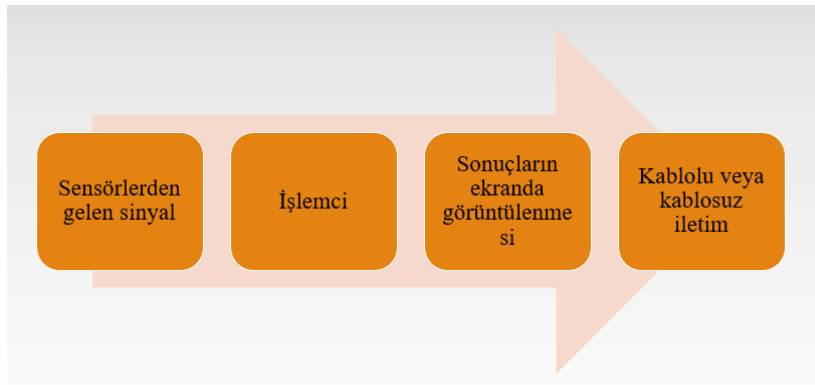 Sensörlerden
gelen sinyal
İşlemci
Sonuçların
ekranda
görüntülenme
si
Kablolu veya
kablosuz
iletim